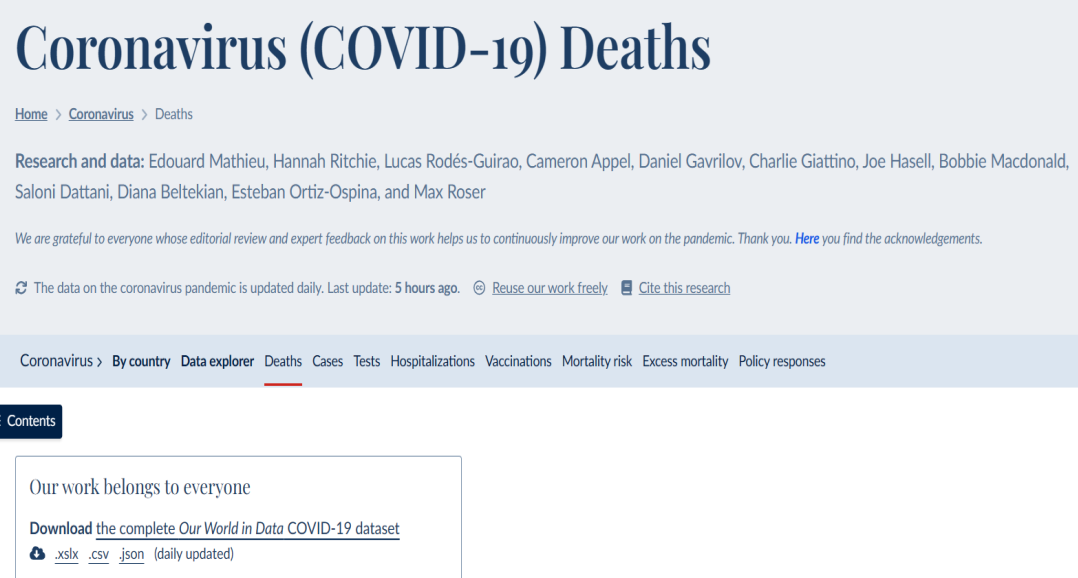 Coronavirus (COVID-19) Deaths
Home > Coronavirus > Deaths
Research and data: Edouard Mathieu, Hannah Ritchie, Lucas Rodés-Guirao, Cameron Appel, Daniel Gavrilov, Charlie Giattino, Joe Hasell, Bobbie Macdonald,
Saloni Dattani, Diana Beltekian, Esteban Ortiz-Ospina, and Max Roser
We are grateful to everyone whose editorial review and expert feedback on this work helps us to continuously improve our work on the pandemic. Thank you. Here you find the acknowledgements.
The data on the coronavirus pandemic is updated daily. Last update: 5 hours ago. cc Reuse our work freely Cite this research
Coronavirus > By country Data explorer Deaths Cases Tests Hospitalizations Vaccinations Mortality risk Excess mortality Policy responses
Contents
Our work belongs to everyone
Download the complete Our World in Data COVID-19 dataset
.xslx .csv .json (daily updated)